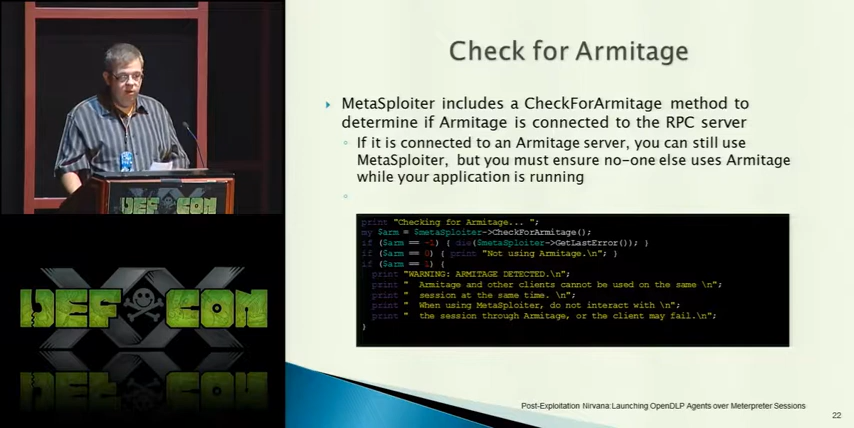 Check for Armitage
MetaSploiter includes a CheckForArmitage method to
determine if Armitage is connected to the RPC server
If it is connected to an Armitage server, you can still use
MetaSploiter, but you must ensure no-one else uses Armitage
while your application is running
print "Checking for Armitage... ";
my $arm = $metaSploiter->CheckForArmitage();
if ($arm == -1) { die($metaSploiter->GetLastError()); }
if ($arm == 0) { print "Not using Armitage.\n"; }
if ($arm == 1) {
print "WARNING: ARMITAGE DETECTED.\n";
print " Armitage and other clients cannot be used on the same \n";
print " session at the same time. \n";
print " When using MetaSploiter, do not interact with \n";
print " the session through Armitage, or the client may fail.\n";
}
DEF CON
XX
DEF CON
Post-Exploitation Nirvana:Launching OpenDLP Agents over Meterpreter Sessions
22